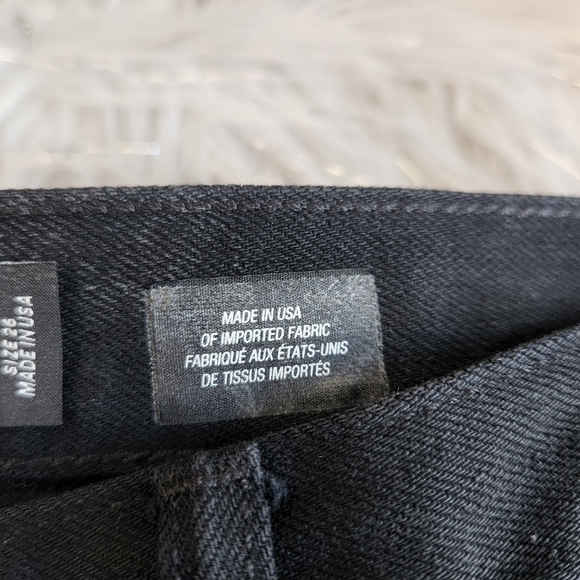 SIZE 26
MADE IN USA
MADE IN USA
OF IMPORTED FABRIC
FABRIQUÉ AUX ÉTATS-UNIS
DE TISSUS IMPORTÉS